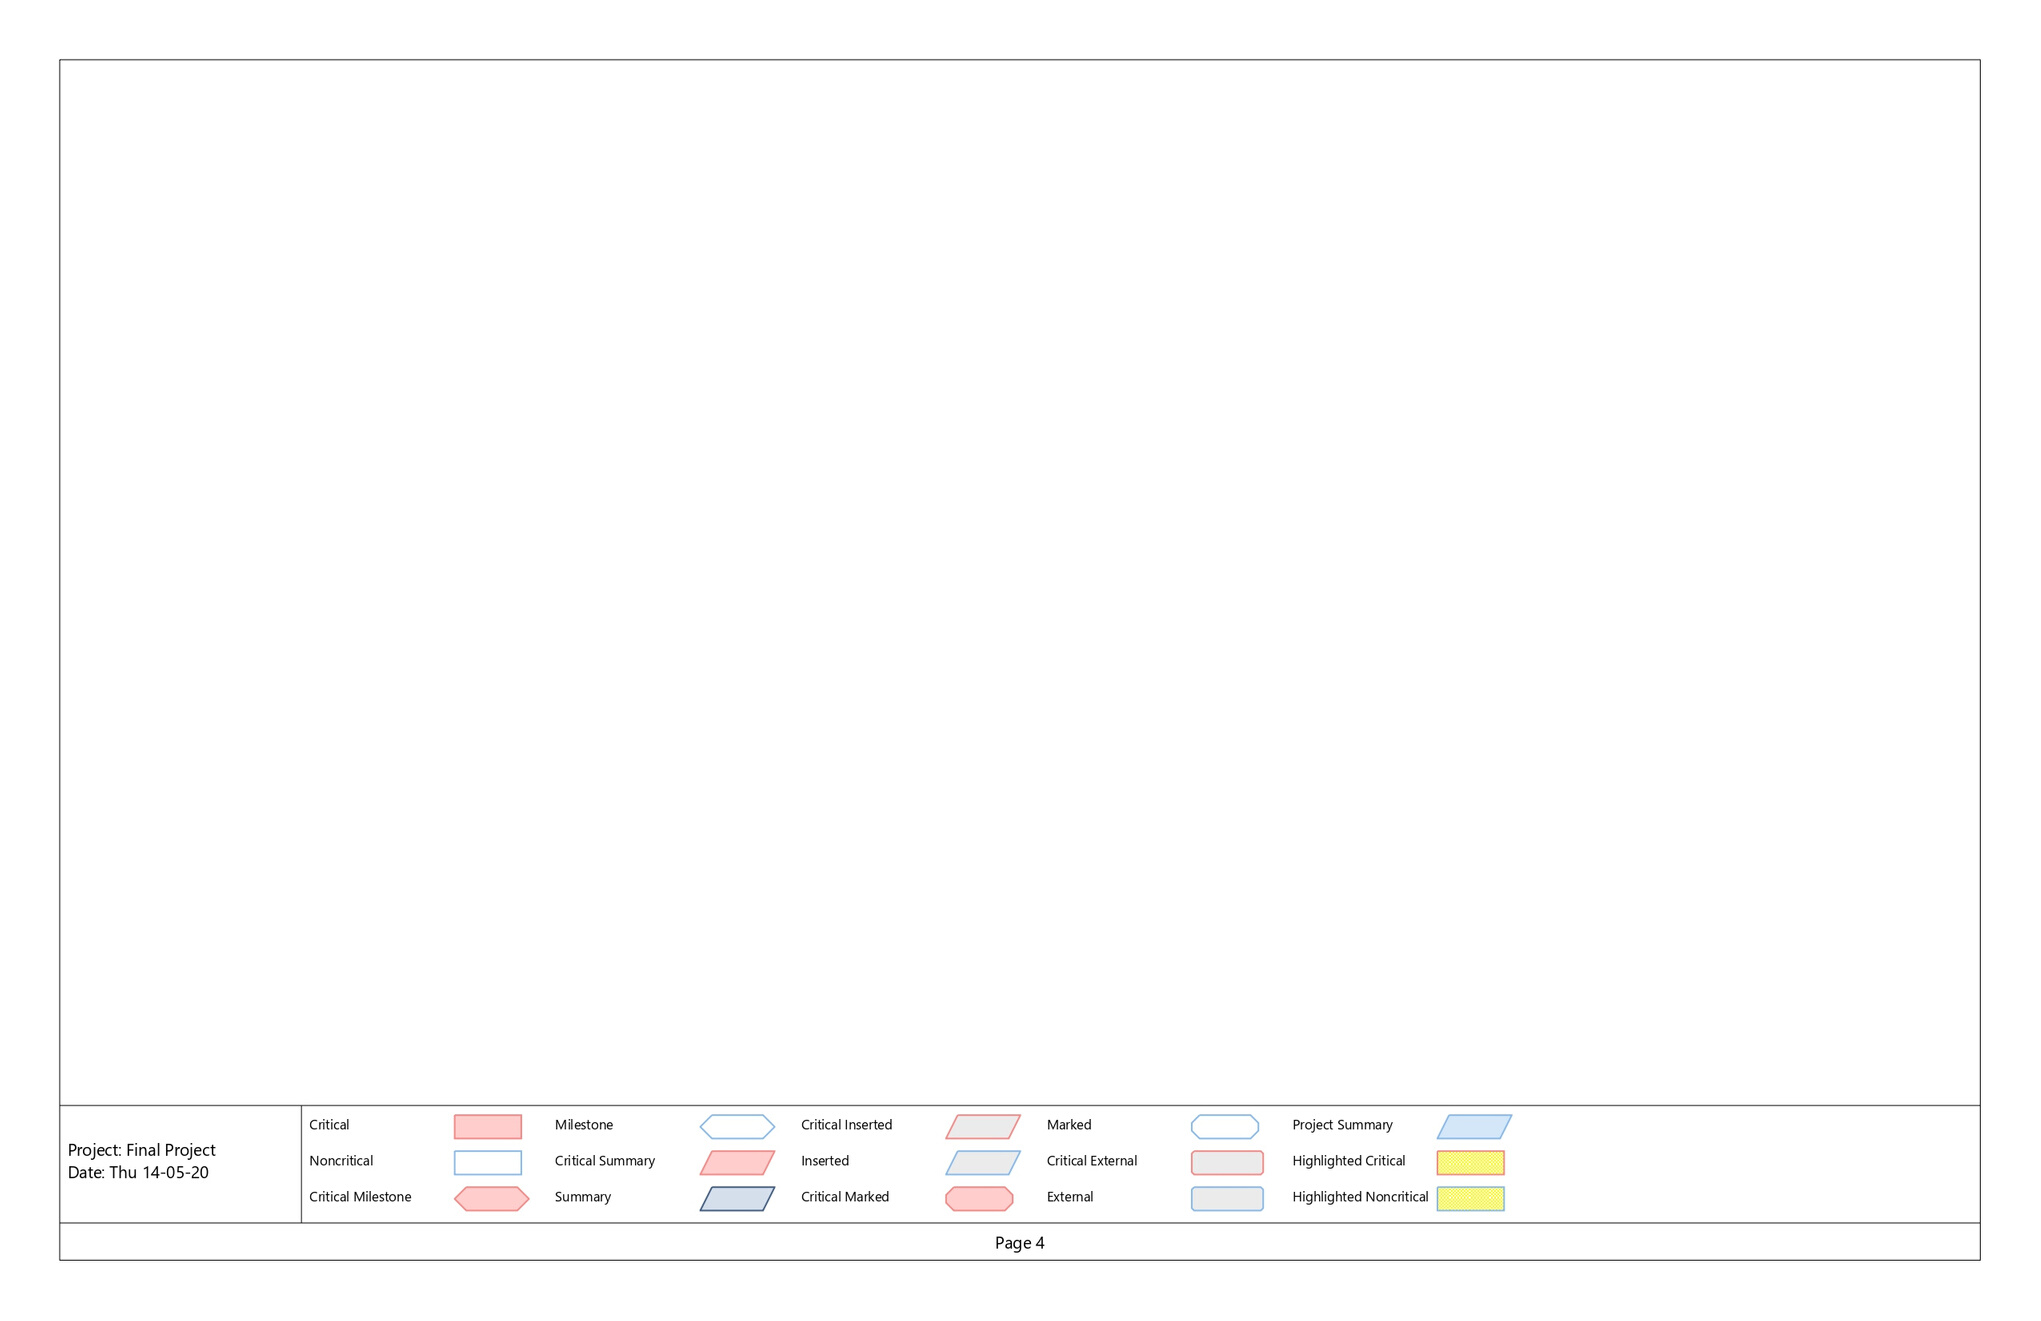 Project: Final Project
Date: Thu 14-05-20
Critical
Noncritical
Critical Milestone
Milestone
Critical Summary
Summary
Critical Inserted
Inserted
Critical Marked
Marked
Critical External
External
Project Summary
Highlighted Critical
Highlighted Noncritical
Page 4